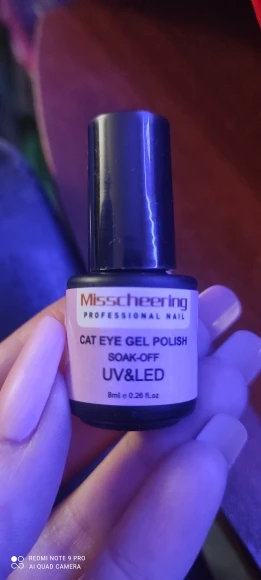 Misscheering
PROFESSIONAL NAIL
CAT EYE GEL POLISH
SOAK-OFF
UV&LED
8ml e 0.26 fl.oz
REDMI NOTE 9 PRO
AI QUAD CAMERA